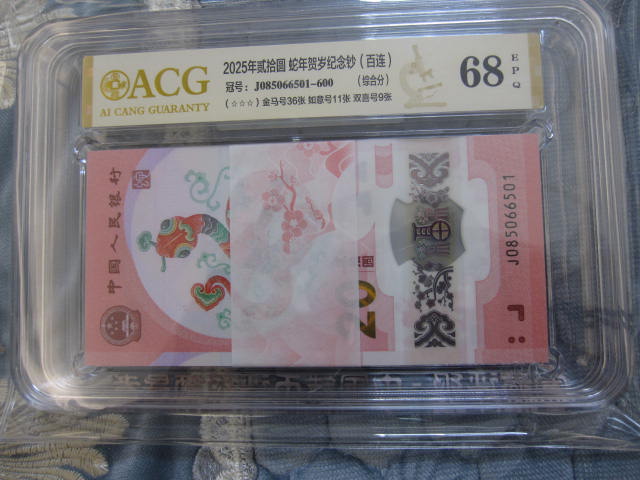 ACG
AI CANG GUARANTY
2025年贰拾圆 蛇年贺岁纪念钞（百连）
冠号：J085066501-600 （综合分）
（☆☆☆）金马号36张 如意号11张 双喜号9张
68 EPQ
中国人民银行
20
J085066501